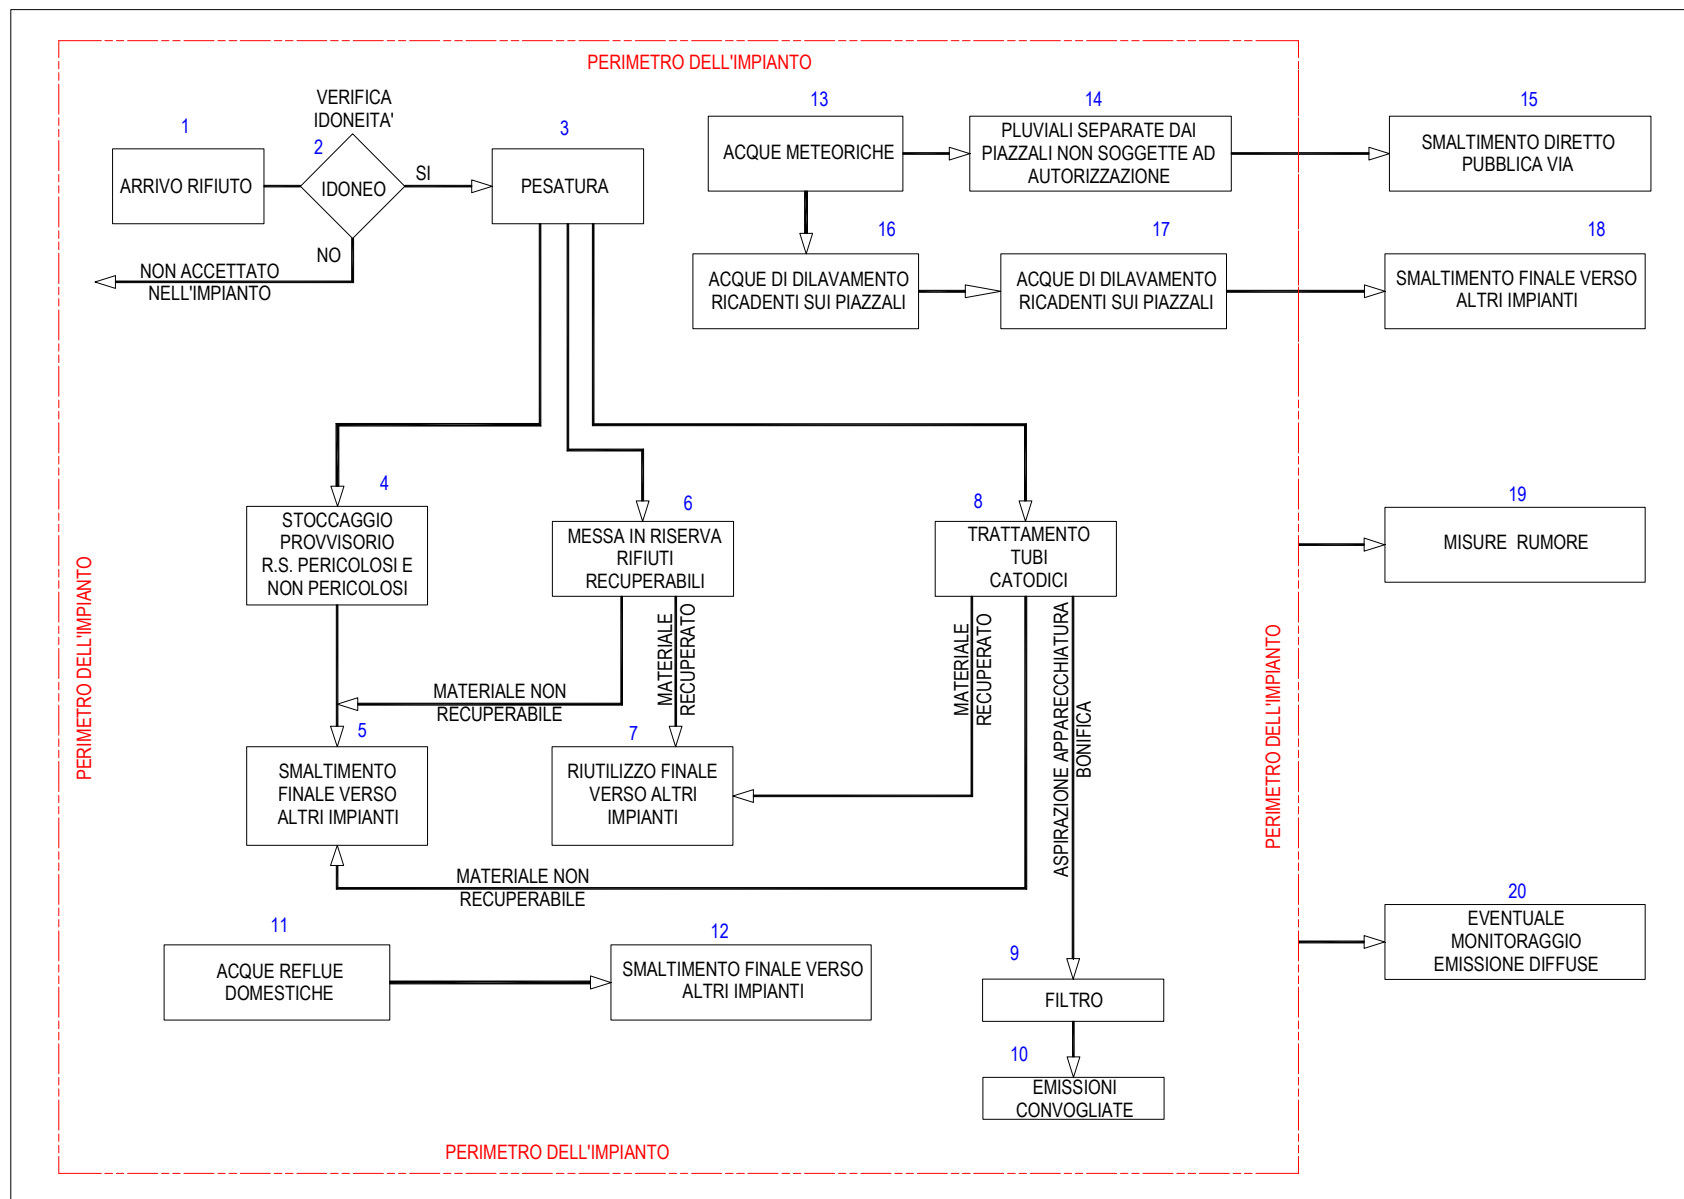 PERIMETRO DELL'IMPIANTO
1
ARRIVO RIFIUTO
VERIFICA
IDONEITA'
2
IDONEO
SI
NO
NON ACCETTATO
NELL'IMPIANTO
3
PESATURA
13
ACQUE METEORICHE
14
PLUVIALI SEPARATE DAI
PIAZZALI NON SOGGETTE AD
AUTORIZZAZIONE
15
SMALTIMENTO DIRETTO
PUBBLICA VIA
16
ACQUE DI DILAVAMENTO
RICADENTI SUI PIAZZALI
17
ACQUE DI DILAVAMENTO
RICADENTI SUI PIAZZALI
18
SMALTIMENTO FINALE VERSO
ALTRI IMPIANTI
4
STOCCAGGIO
PROVVISORIO
R.S. PERICOLOSI E
NON PERICOLOSI
6
MESSA IN RISERVA
RIFIUTI
RECUPERABILI
8
TRATTAMENTO
TUBI
CATODICI
19
MISURE RUMORE
PERIMETRO DELL'IMPIANTO
MATERIALE NON
RECUPERABILE
MATERIALE
RECUPERATO
MATERIALE
RECUPERATO
ASPIRAZIONE APPARECCHIATURA
BONIFICA
PERIMETRO DELL'IMPIANTO
5
SMALTIMENTO
FINALE VERSO
ALTRI IMPIANTI
7
RIUTILIZZO FINALE
VERSO ALTRI
IMPIANTI
MATERIALE NON
RECUPERABILE
20
EVENTUALE
MONITORAGGIO
EMISSIONE DIFFUSE
11
ACQUE REFLUE
DOMESTICHE
12
SMALTIMENTO FINALE VERSO
ALTRI IMPIANTI
9
FILTRO
10
EMISSIONI
CONVOGLIATE
PERIMETRO DELL'IMPIANTO